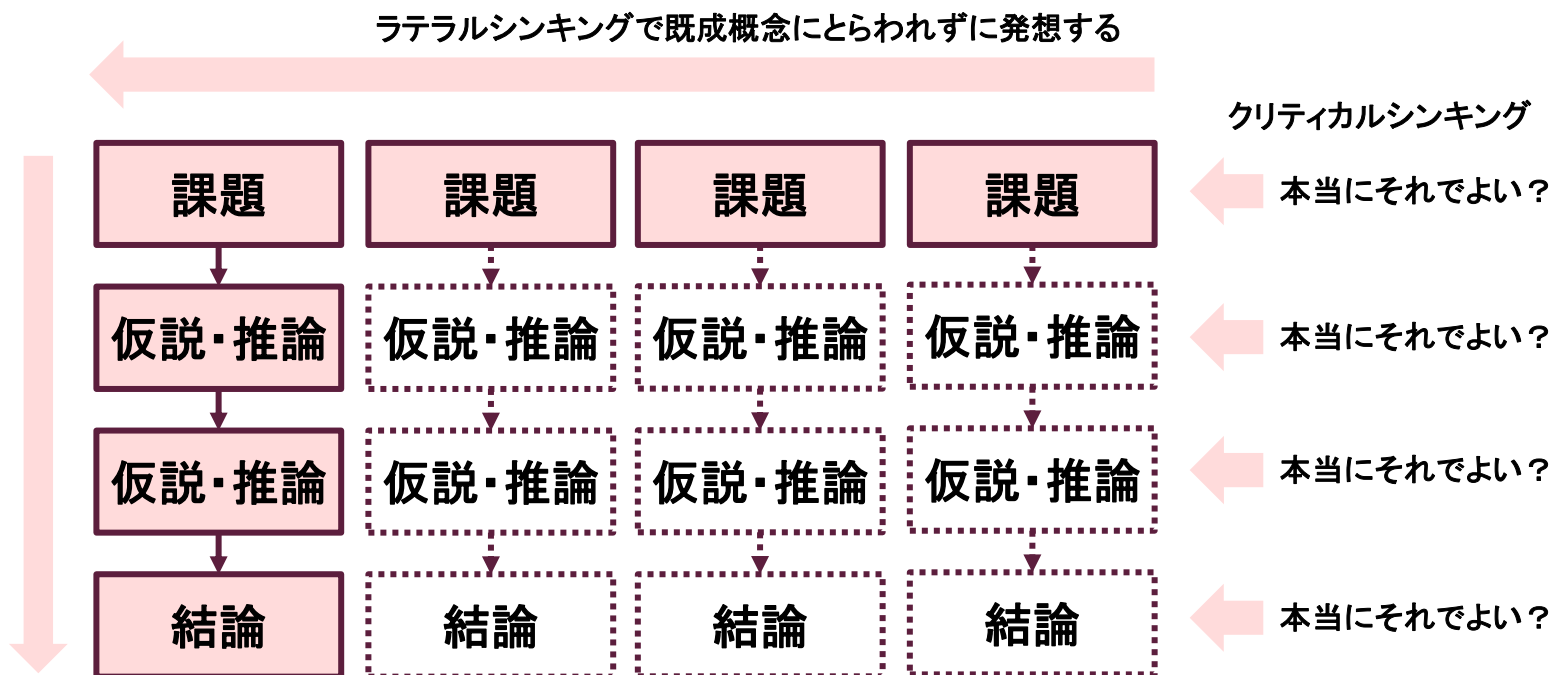 ラテラルシンキングで既成概念にとらわれずに発想する
クリティカルシンキング
課題 課題 課題 課題 本当にそれでよい？
仮説・推論 仮説・推論 仮説・推論 仮説・推論 本当にそれでよい？
仮説・推論 仮説・推論 仮説・推論 仮説・推論 本当にそれでよい？
結論 結論 結論 結論 本当にそれでよい？